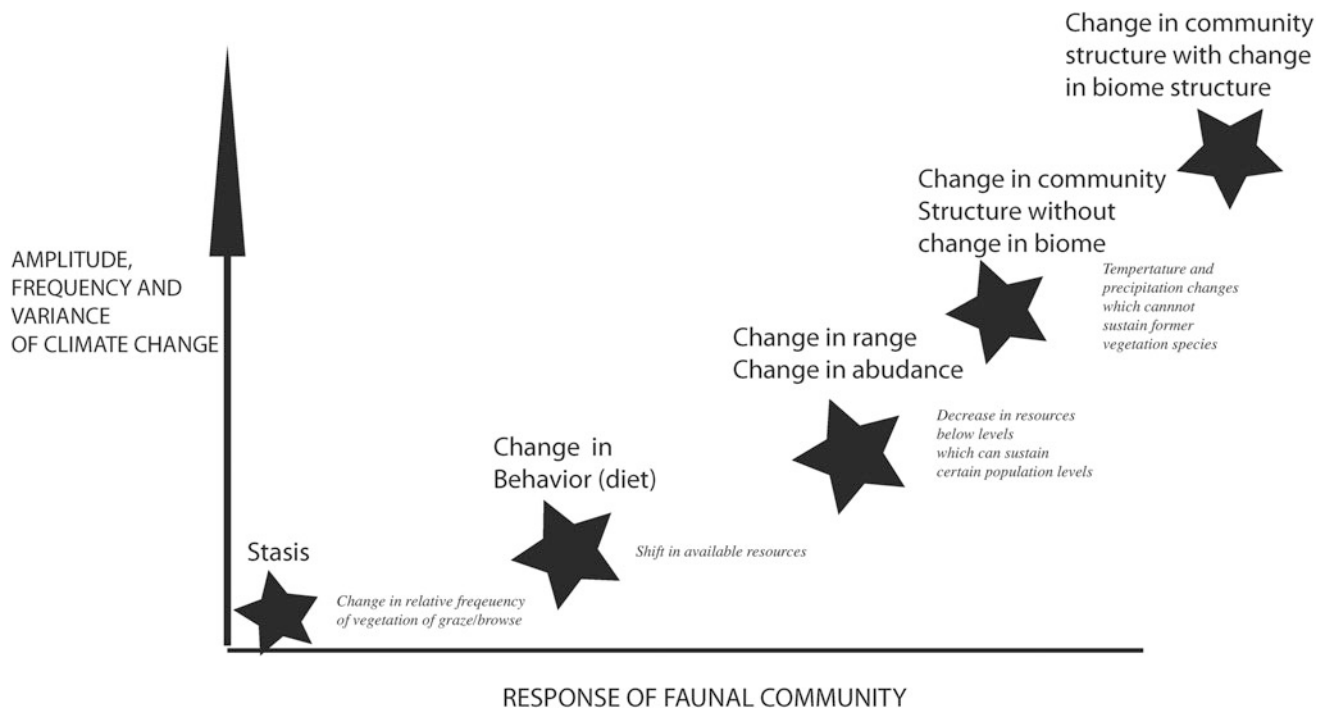 Change in community
structure with change
in biome structure
Change in community
Structure without
change in biome
Tempertature and
precipitation changes
which cannnot
sustain former
vegetation species
AMPLITUDE,
FREQUENCY AND
VARIANCE
OF CLIMATE CHANGE
Change in range
Change in abudance
Decrease in resources
below levels
which can sustain
certain population levels
Change in
Behavior (diet)
Shift in available resources
Stasis
Change in relative freqeuency
of vegetation of graze/browse
RESPONSE OF FAUNAL COMMUNITY